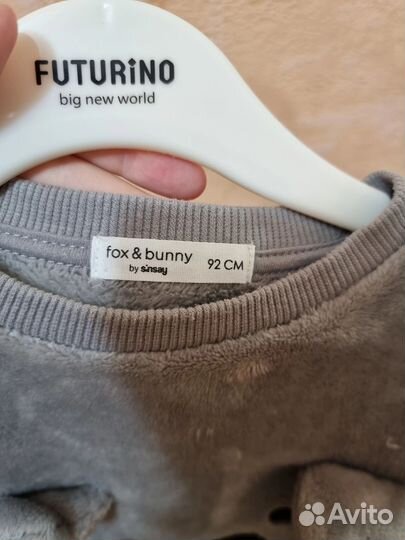 FUTURiNO
big new world
fox & bunny
by sinsay
92 CM
Avito